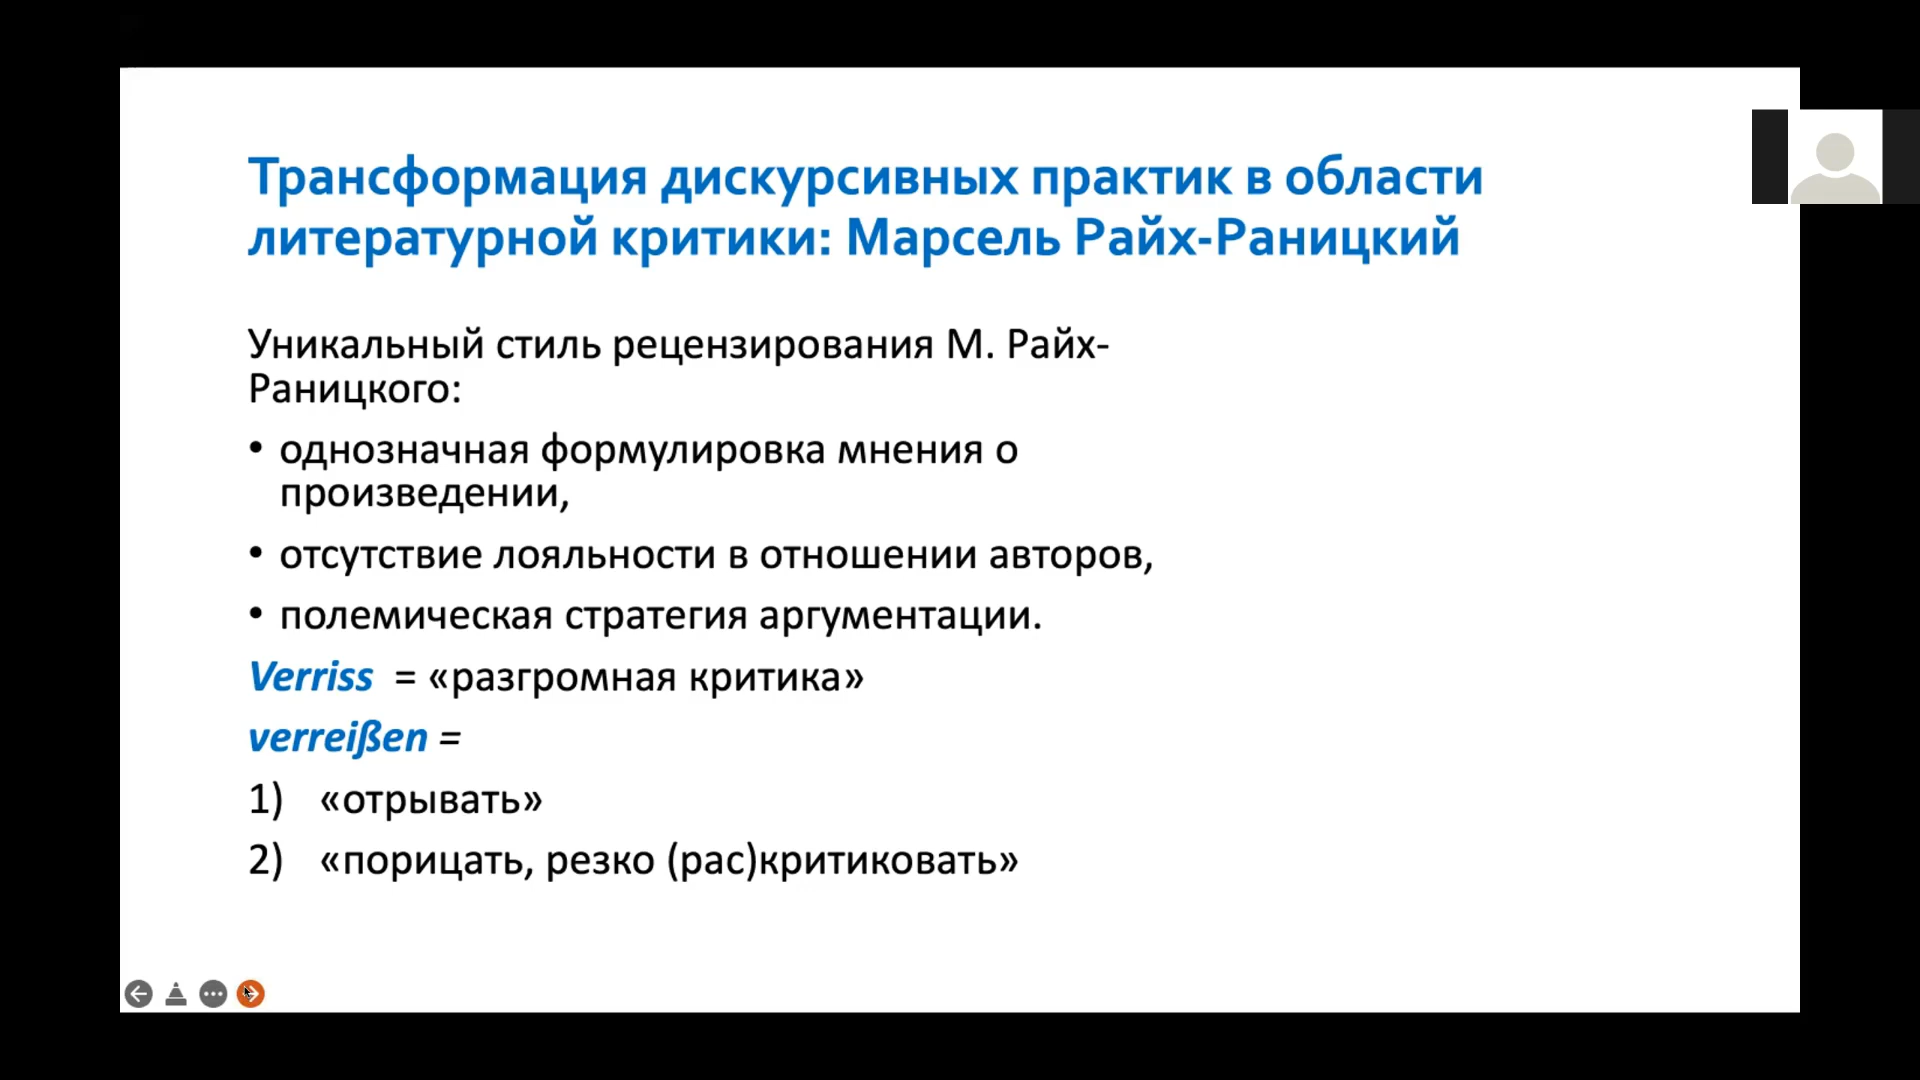 Трансформация дискурсивных практик в области
литературной критики: Марсель Райх-Раницкий
Уникальный стиль рецензирования М. Райх-
Раницкого:
• однозначная формулировка мнения о
произведении,
• отсутствие лояльности в отношении авторов,
• полемическая стратегия аргументации.
Verriss = «разгромная критика»
verreißen =
1) «отрывать»
2) «порицать, резко (рас)критиковать»